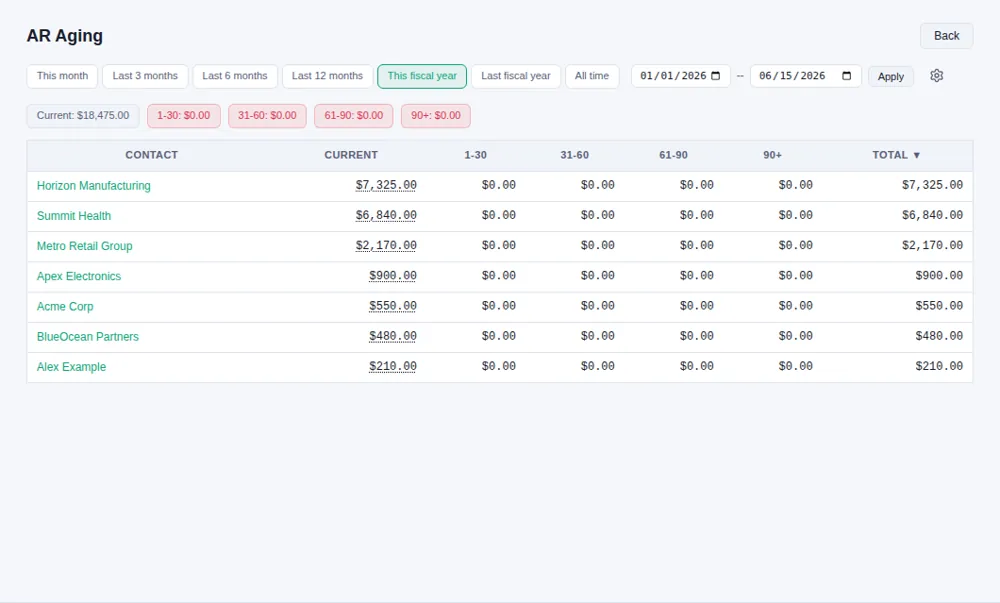 AR Aging
Back
This month Last 3 months Last 6 months Last 12 months This fiscal year Last fiscal year All time 01/01/2026 -- 06/15/2026 Apply
Current: $18,475.00 1-30: $0.00 31-60: $0.00 61-90: $0.00 90+: $0.00
CONTACT CURRENT 1-30 31-60 61-90 90+ TOTAL ▼
Horizon Manufacturing $7,325.00 $0.00 $0.00 $0.00 $0.00 $7,325.00
Summit Health $6,840.00 $0.00 $0.00 $0.00 $0.00 $6,840.00
Metro Retail Group $2,170.00 $0.00 $0.00 $0.00 $0.00 $2,170.00
Apex Electronics $900.00 $0.00 $0.00 $0.00 $0.00 $900.00
Acme Corp $550.00 $0.00 $0.00 $0.00 $0.00 $550.00
BlueOcean Partners $480.00 $0.00 $0.00 $0.00 $0.00 $480.00
Alex Example $210.00 $0.00 $0.00 $0.00 $0.00 $210.00